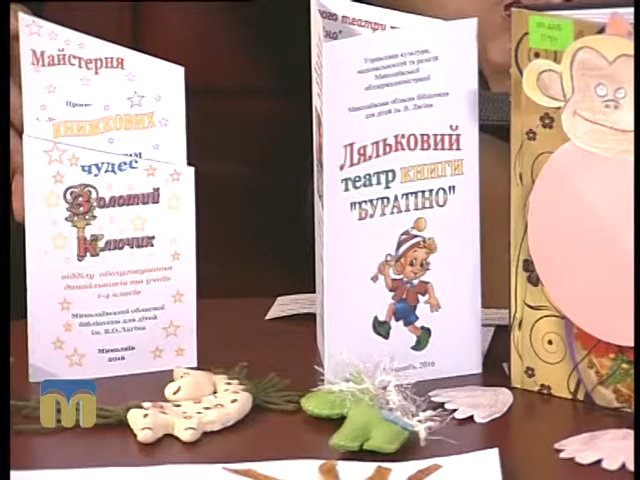 Майстерня
книжкових
чудес
Золотий
Ключик
відділу обслуговування
дошкільників та учнів
1-4 класів
Миколаївської обласної
бібліотеки для дітей
ім. В.О.Лягіна
Миколаїв
2016
Управління культури,
національностей та релігій
Миколаївської
облдержадміністрації
Миколаївська обласна бібліотека
для дітей ім. В. Лягіна
Ляльковий
театр книги
"БУРАТІНО"
Миколаїв, 2016